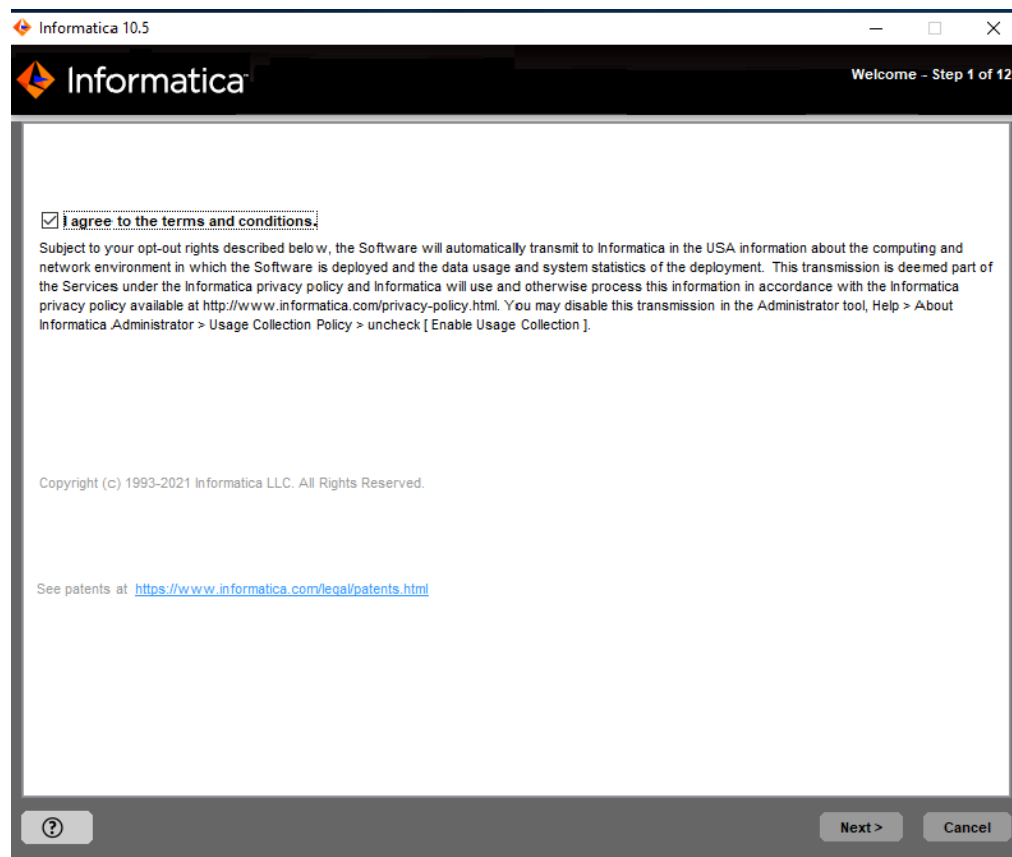 Informatica 10.5
Informatica
Welcome – Step 1 of 12
I agree to the terms and conditions.
Subject to your opt-out rights described below, the Software will automatically transmit to Informatica in the USA information about the computing and
network environment in which the Software is deployed and the data usage and system statistics of the deployment. This transmission is deemed part of
the Services under the Informatica privacy policy and Informatica will use and otherwise process this information in accordance with the Informatica
privacy policy available at http://www.informatica.com/privacy-policy.html. You may disable this transmission in the Administrator tool, Help > About
Informatica Administrator > Usage Collection Policy > uncheck [ Enable Usage Collection ].
Copyright (c) 1993-2021 Informatica LLC. All Rights Reserved.
See patents at https://www.informatica.com/legal/patents.html
?
Next >
Cancel